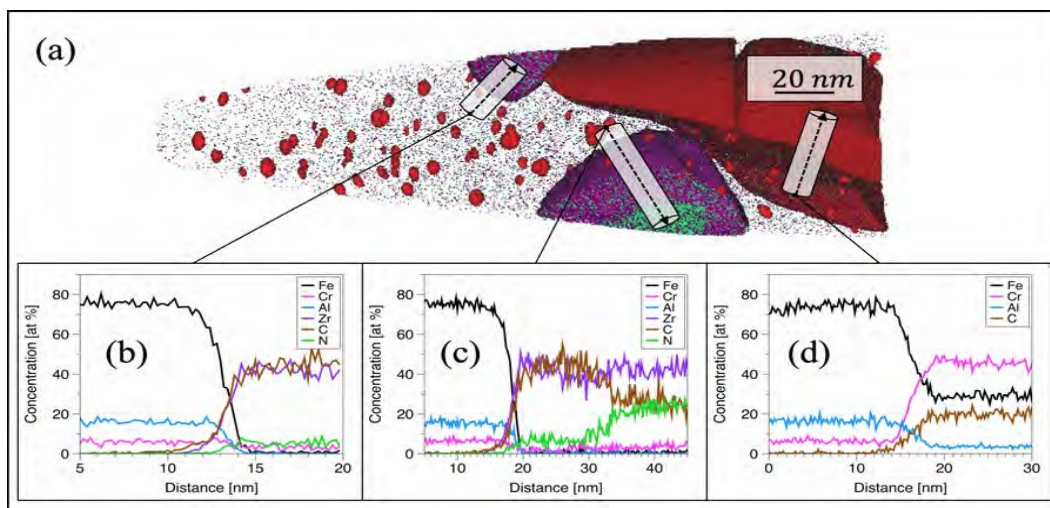 (a)
20 nm
(b)
Concentration [at %]
80
60
40
20
0
5
10
15
20
Distance [nm]
Fe
Cr
Al
Zr
C
N
(c)
Concentration [at %]
80
60
40
20
0
10
20
30
40
Distance [nm]
Fe
Cr
Al
Zr
C
N
(d)
Concentration [at %]
80
60
40
20
0
0
10
20
30
Distance [nm]
Fe
Cr
Al
C